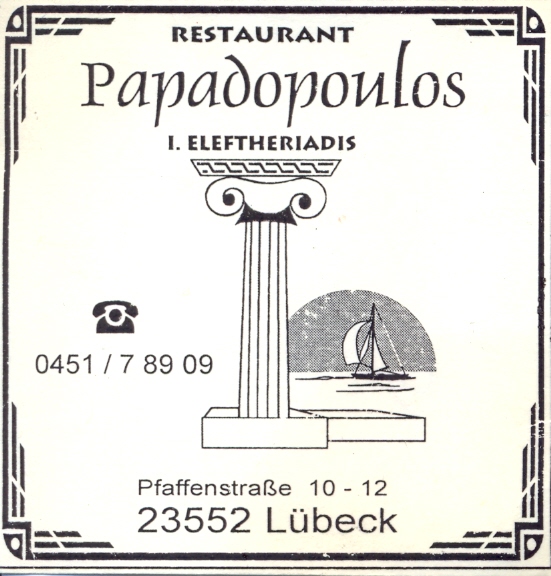 RESTAURANT
Papadopoulos
I. ELEFTHERIADIS
0451 / 7 89 09
Pfaffenstraße 10 - 12
23552 Lübeck